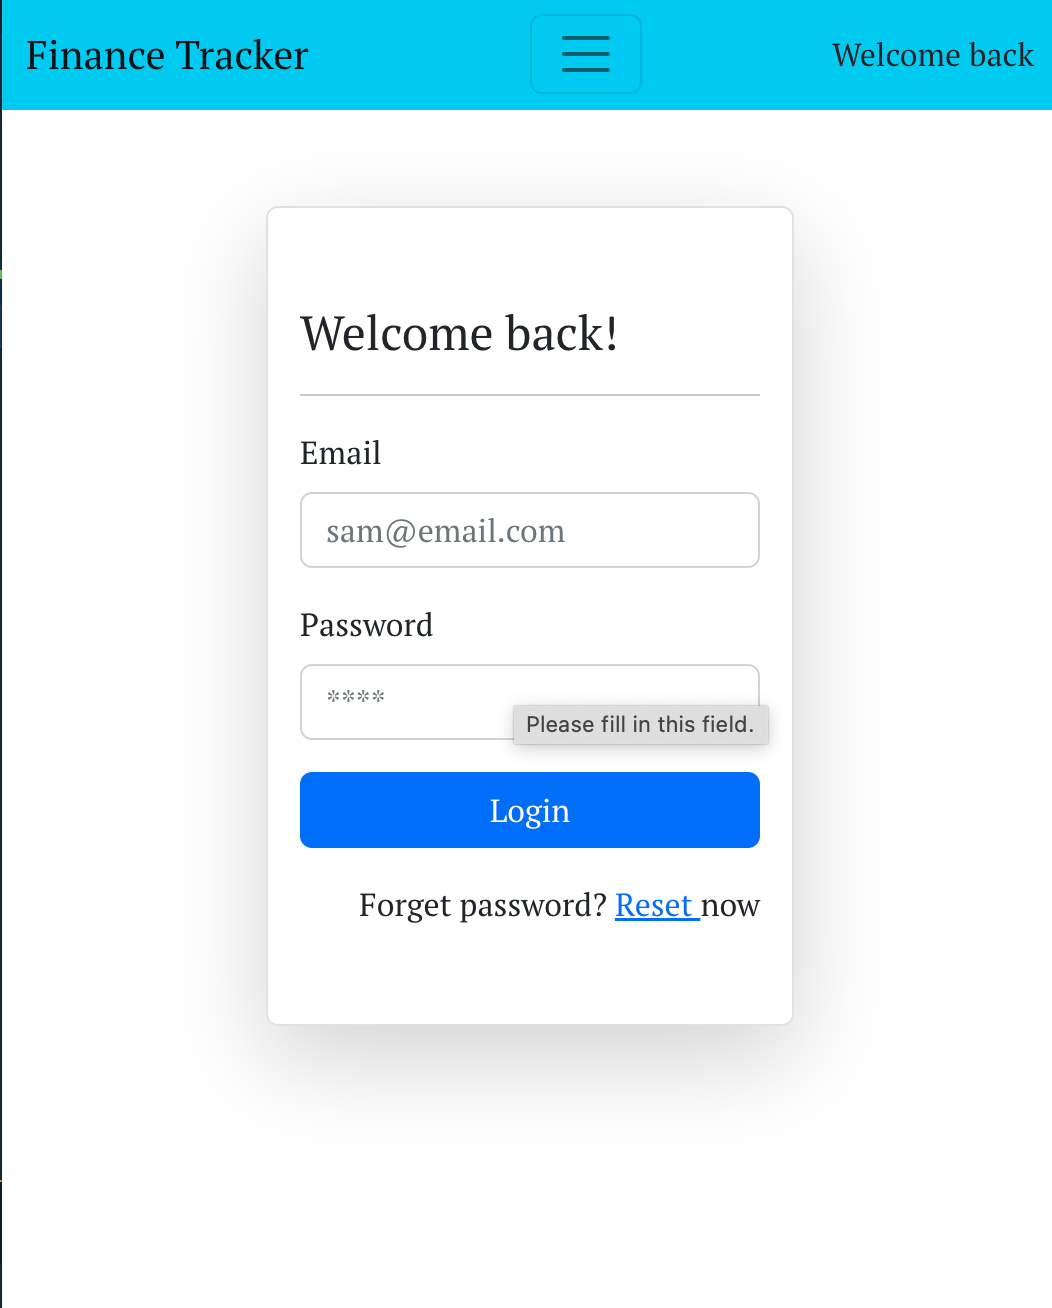 Finance Tracker
Welcome back
Welcome back!
Email
sam@email.com
Password
****
Please fill in this field.
Login
Forget password? Reset now